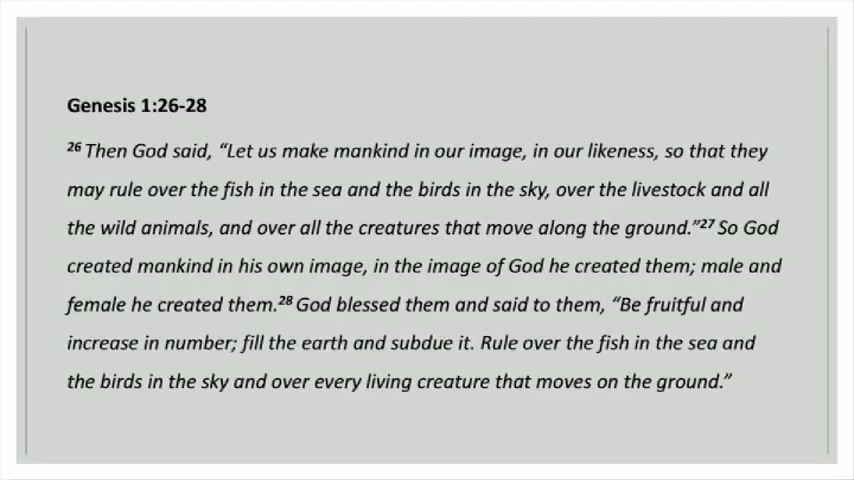 Genesis 1:26-28
26 Then God said, “Let us make mankind in our image, in our likeness, so that they
may rule over the fish in the sea and the birds in the sky, over the livestock and all
the wild animals, and over all the creatures that move along the ground.”27 So God
created mankind in his own image, in the image of God he created them; male and
female he created them.28 God blessed them and said to them, “Be fruitful and
increase in number; fill the earth and subdue it. Rule over the fish in the sea and
the birds in the sky and over every living creature that moves on the ground.”